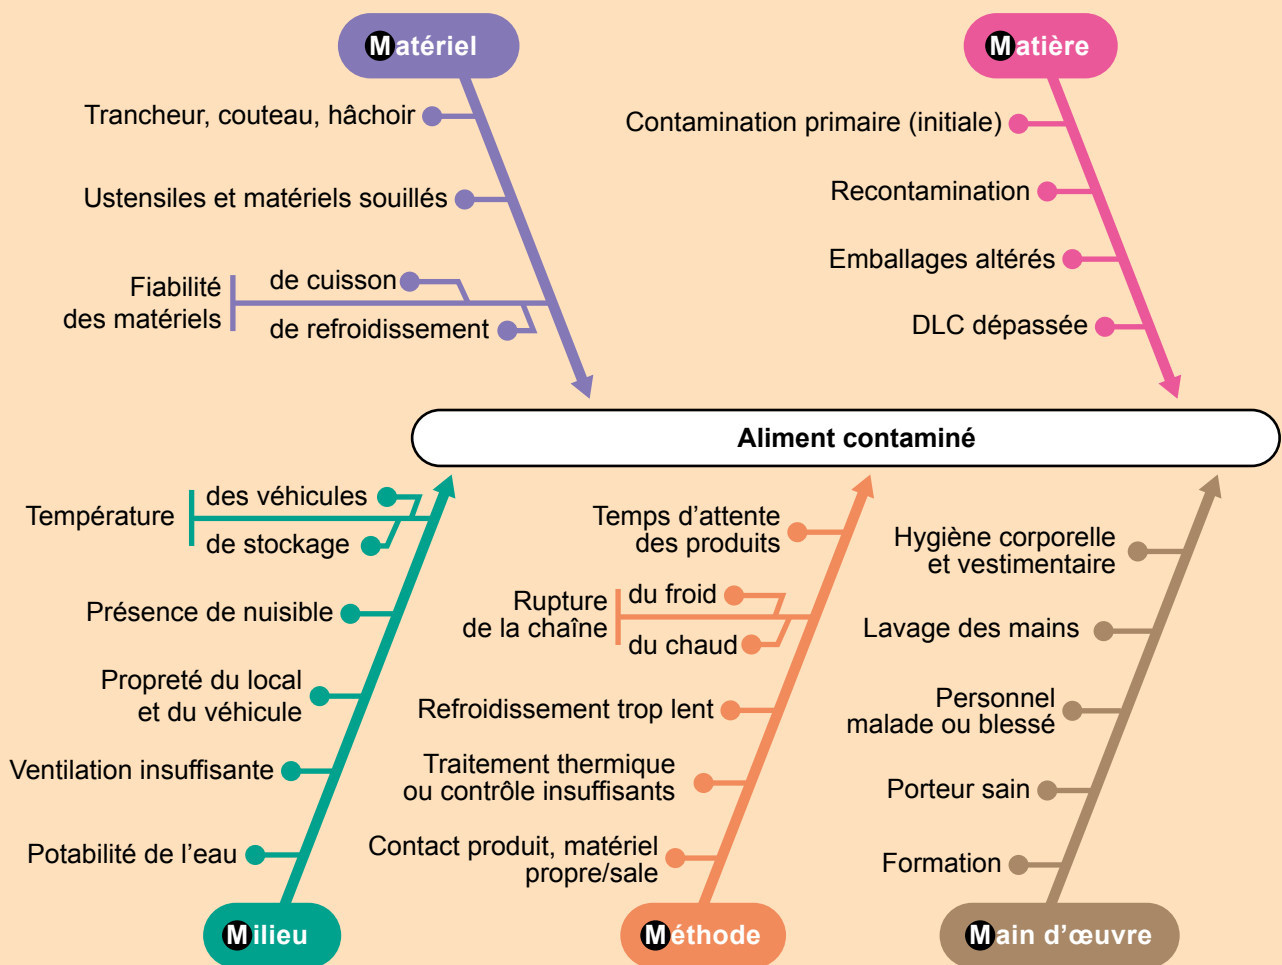 Matériel
Trancheur, couteau, hâchoir
Ustensiles et matériels souillés
Fiabilité
des matériels
de cuisson
de refroidissement
Matière
Contamination primaire (initiale)
Recontamination
Emballages altérés
DLC dépassée
Aliment contaminé
Température
des véhicules
de stockage
Présence de nuisible
Propreté du local
et du véhicule
Ventilation insuffisante
Potabilité de l’eau
Milieu
Temps d’attente
des produits
Rupture
de la chaîne
du froid
du chaud
Refroidissement trop lent
Traitement thermique
ou contrôle insuffisants
Contact produit, matériel
propre/sale
Méthode
Hygiène corporelle
et vestimentaire
Lavage des mains
Personnel
malade ou blessé
Porteur sain
Formation
Main d’œuvre